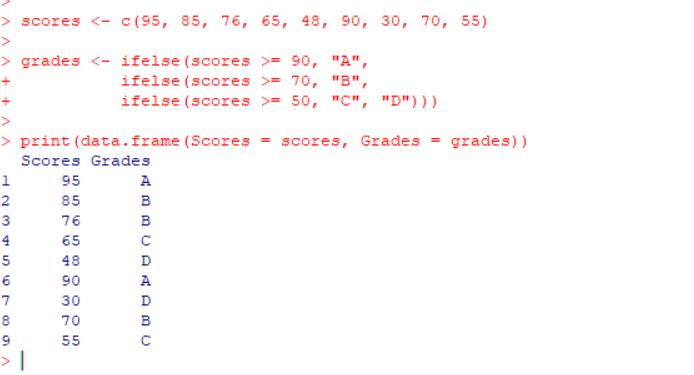 >
> scores <- c(95, 85, 76, 65, 48, 90, 30, 70, 55)
>
> grades <- ifelse(scores >= 90, "A",
+           ifelse(scores >= 70, "B",
+           ifelse(scores >= 50, "C", "D")))
>
> print(data.frame(Scores = scores, Grades = grades))
  Scores Grades
1     95      A
2     85      B
3     76      B
4     65      C
5     48      D
6     90      A
7     30      D
8     70      B
9     55      C
>